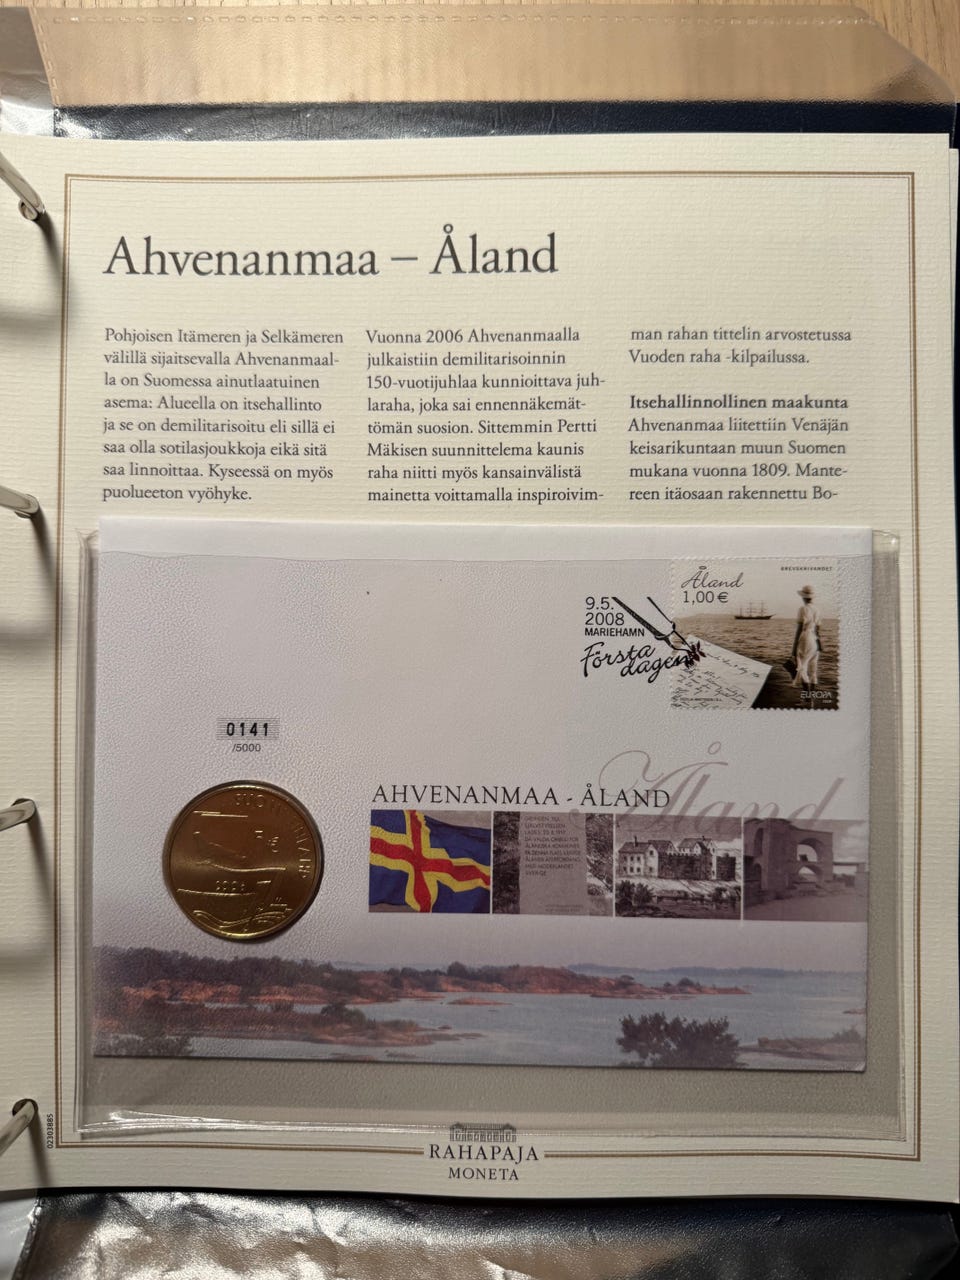 Ahvenanmaa – Åland
Pohjoisen Itämeren ja Selkämeren
välillä sijaitsevalla Ahvenanmaal-
la on Suomessa ainutlaatuinen
asema: Alueella on itsehallinto
ja se on demilitarisoitu eli sillä ei
saa olla sotilasjoukkoja eikä sitä
saa linnoittaa. Kyseessä on myös
puolueeton vyöhyke.
Vuonna 2006 Ahvenanmaalla
julkaistiin demilitarisoinnin
150-vuotijuhlaa kunnioittava juh-
laraha, joka sai ennennäkemät-
tömän suosion. Sittemmin Pertti
Mäkisen suunnittelema kaunis
raha niitti myös kansainvälistä
mainetta voittamalla inspiroivim-
man rahan tittelin arvostetussa
Vuoden raha -kilpailussa.
Itsehallinnollinen maakunta
Ahvenanmaa liitettiin Venäjän
keisarikuntaan muun Suomen
mukana vuonna 1809. Mante-
reen itäosaan rakennettu Bo-
9.5.
2008
MARIEHAMN
Första
dagen
Åland
1,00 €
BREVSKRIVANDET
EUROPA
0141
/5000
5
€
2006
Åland
AHVENANMAA - ÅLAND
02303885
RAHAPAJA
MONETA